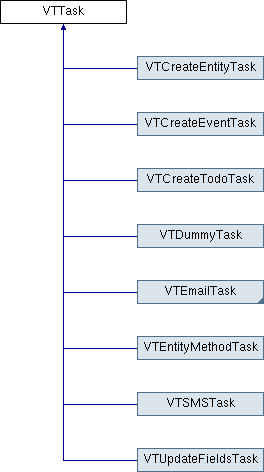 VTTask
VTCreateEntityTask
VTCreateEventTask
VTCreateTodoTask
VTDummyTask
VTEmailTask
VTEntityMethodTask
VTSMSTask
VTUpdateFieldsTask